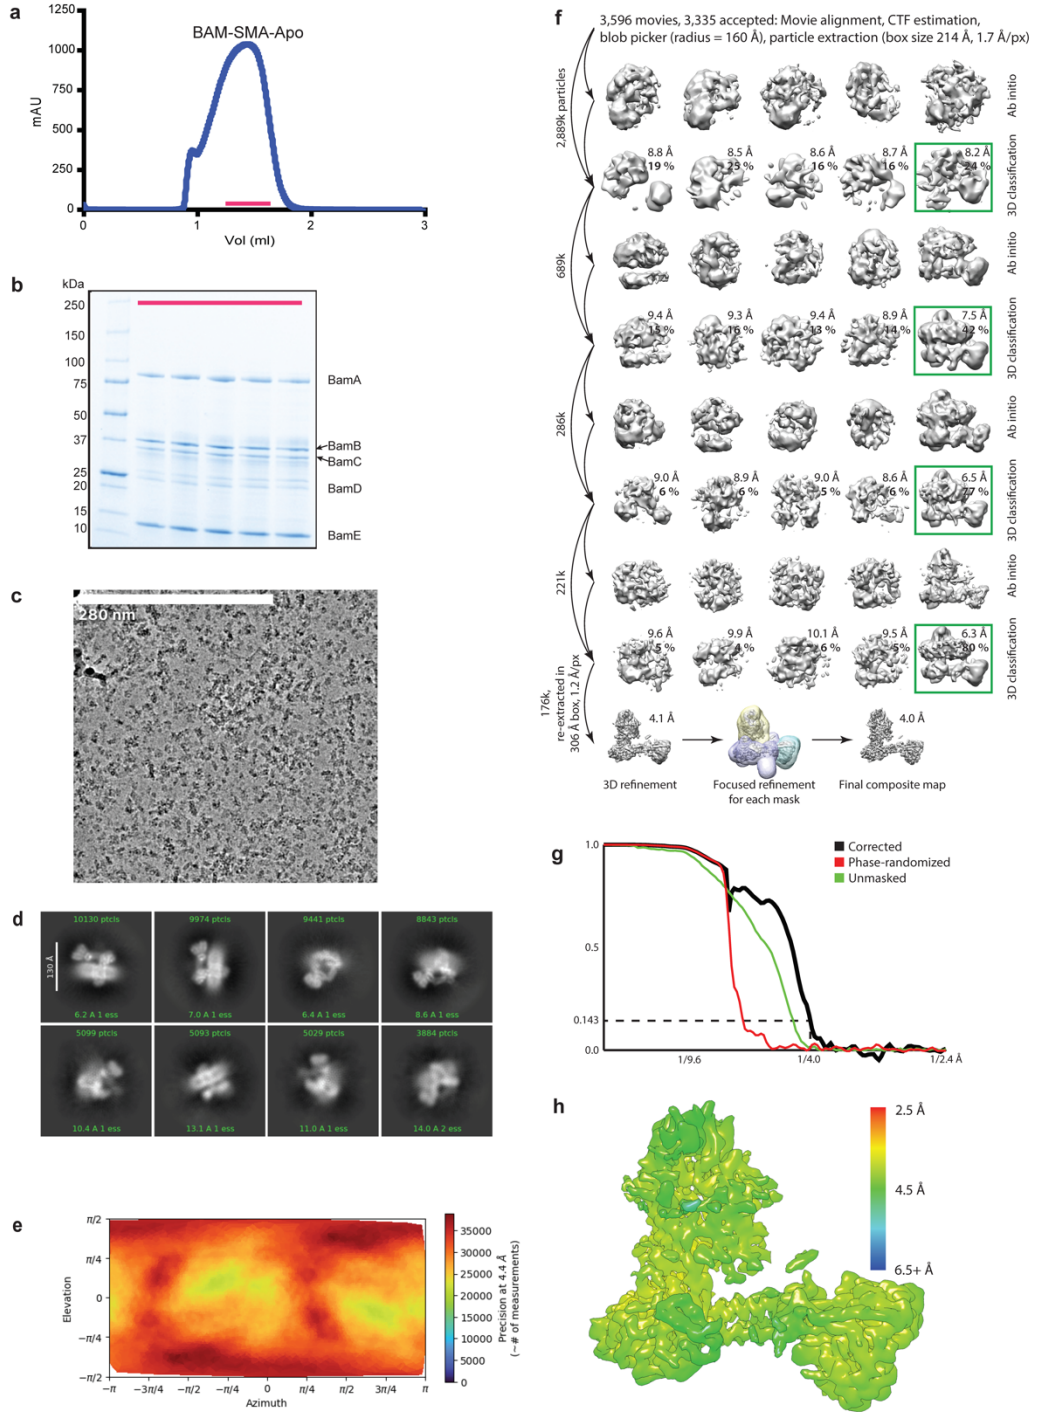 a
BAM-SMA-Apo
mAU
1250
1000
750
500
250
0
0
1
2
3
Vol (ml)
b
kDa
250
150
100
75
50
37
25
20
15
10
BamA
BamB
BamC
BamD
BamE
c
280 nm
d
130 Å
10130 ptcls
9974 ptcls
9441 ptcls
8843 ptcls
6.2 A 1 ess
7.0 A 1 ess
6.4 A 1 ess
8.6 A 1 ess
5099 ptcls
5093 ptcls
5029 ptcls
3884 ptcls
10.4 A 1 ess
13.1 A 1 ess
11.0 A 1 ess
14.0 A 2 ess
e
Elevation
π/2
π/4
0
−π/4
−π/2
−π
−3π/4
−π/2
−π/4
0
π/4
π/2
3π/4
π
Azimuth
35000
30000
25000
20000
15000
10000
5000
0
Precision at 4.4 Å
(~# of measurements)
f
3,596 movies, 3,335 accepted: Movie alignment, CTF estimation,
blob picker (radius = 160 Å), particle extraction (box size 214 Å, 1.7 Å/px)
2,889k particles
Ab initio
8.8 Å
19 %
8.5 Å
25 %
8.6 Å
16 %
8.7 Å
16 %
8.2 Å
24 %
3D classification
689k
Ab initio
9.4 Å
15 %
9.3 Å
16 %
9.4 Å
13 %
8.9 Å
14 %
7.5 Å
42 %
3D classification
286k
Ab initio
9.0 Å
6 %
8.9 Å
6 %
9.0 Å
5 %
8.6 Å
6 %
6.5 Å
77 %
3D classification
221k
Ab initio
9.6 Å
5 %
9.9 Å
4 %
10.1 Å
6 %
9.5 Å
5%
6.3 Å
80 %
3D classification
176k,
re-extracted in
306 Å box, 1.2 Å/px
4.1 Å
4.0 Å
3D refinement
Focused refinement
for each mask
Final composite map
g
1.0
0.5
0.143
0.0
1/9.6
1/4.0
1/2.4 Å
Corrected
Phase-randomized
Unmasked
h
2.5 Å
4.5 Å
6.5+ Å